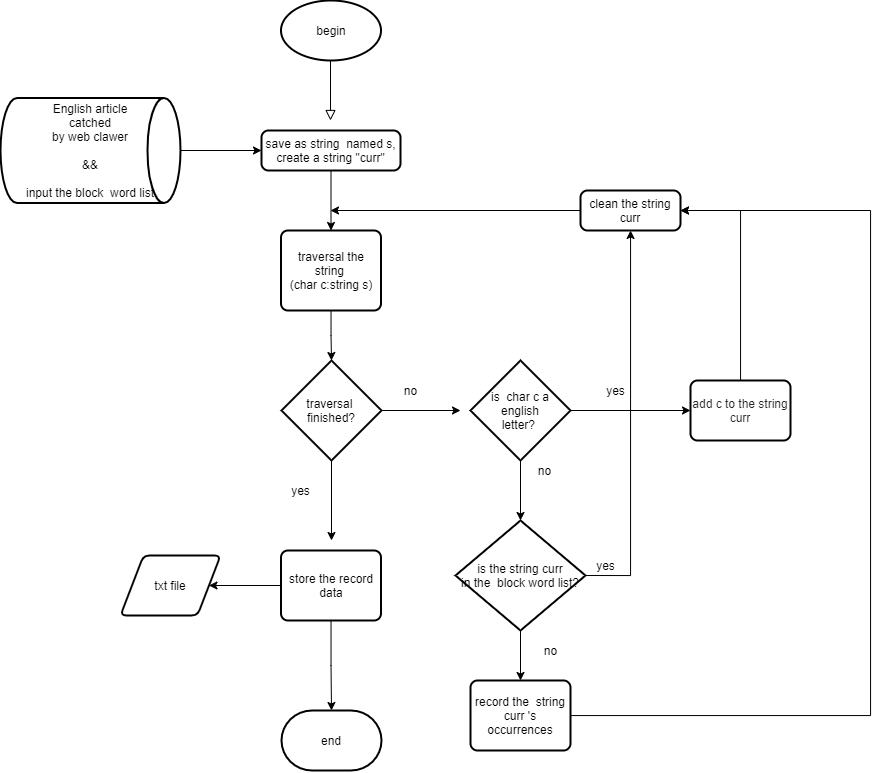 begin
English article
catched
by web clawer
&&
input the block word list
save as string named s,
create a string "curr"
clean the string
curr
traversal the
string
(char c:string s)
traversal
finished?
no
is char c a
english
letter?
yes
add c to the string
curr
yes
no
store the record
data
txt file
is the string curr
in the block word list?
yes
no
record the string
curr 's
occurrences
end